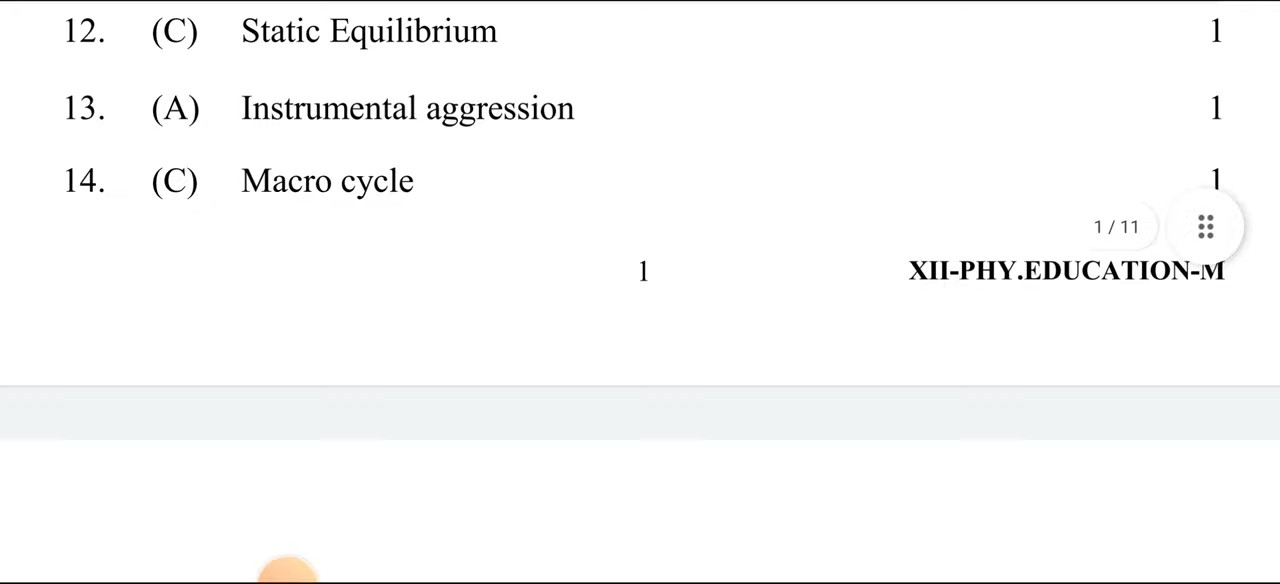 12. (C) Static Equilibrium 1
13. (A) Instrumental aggression 1
14. (C) Macro cycle 1
1 / 11
1 XII-PHY.EDUCATION-M